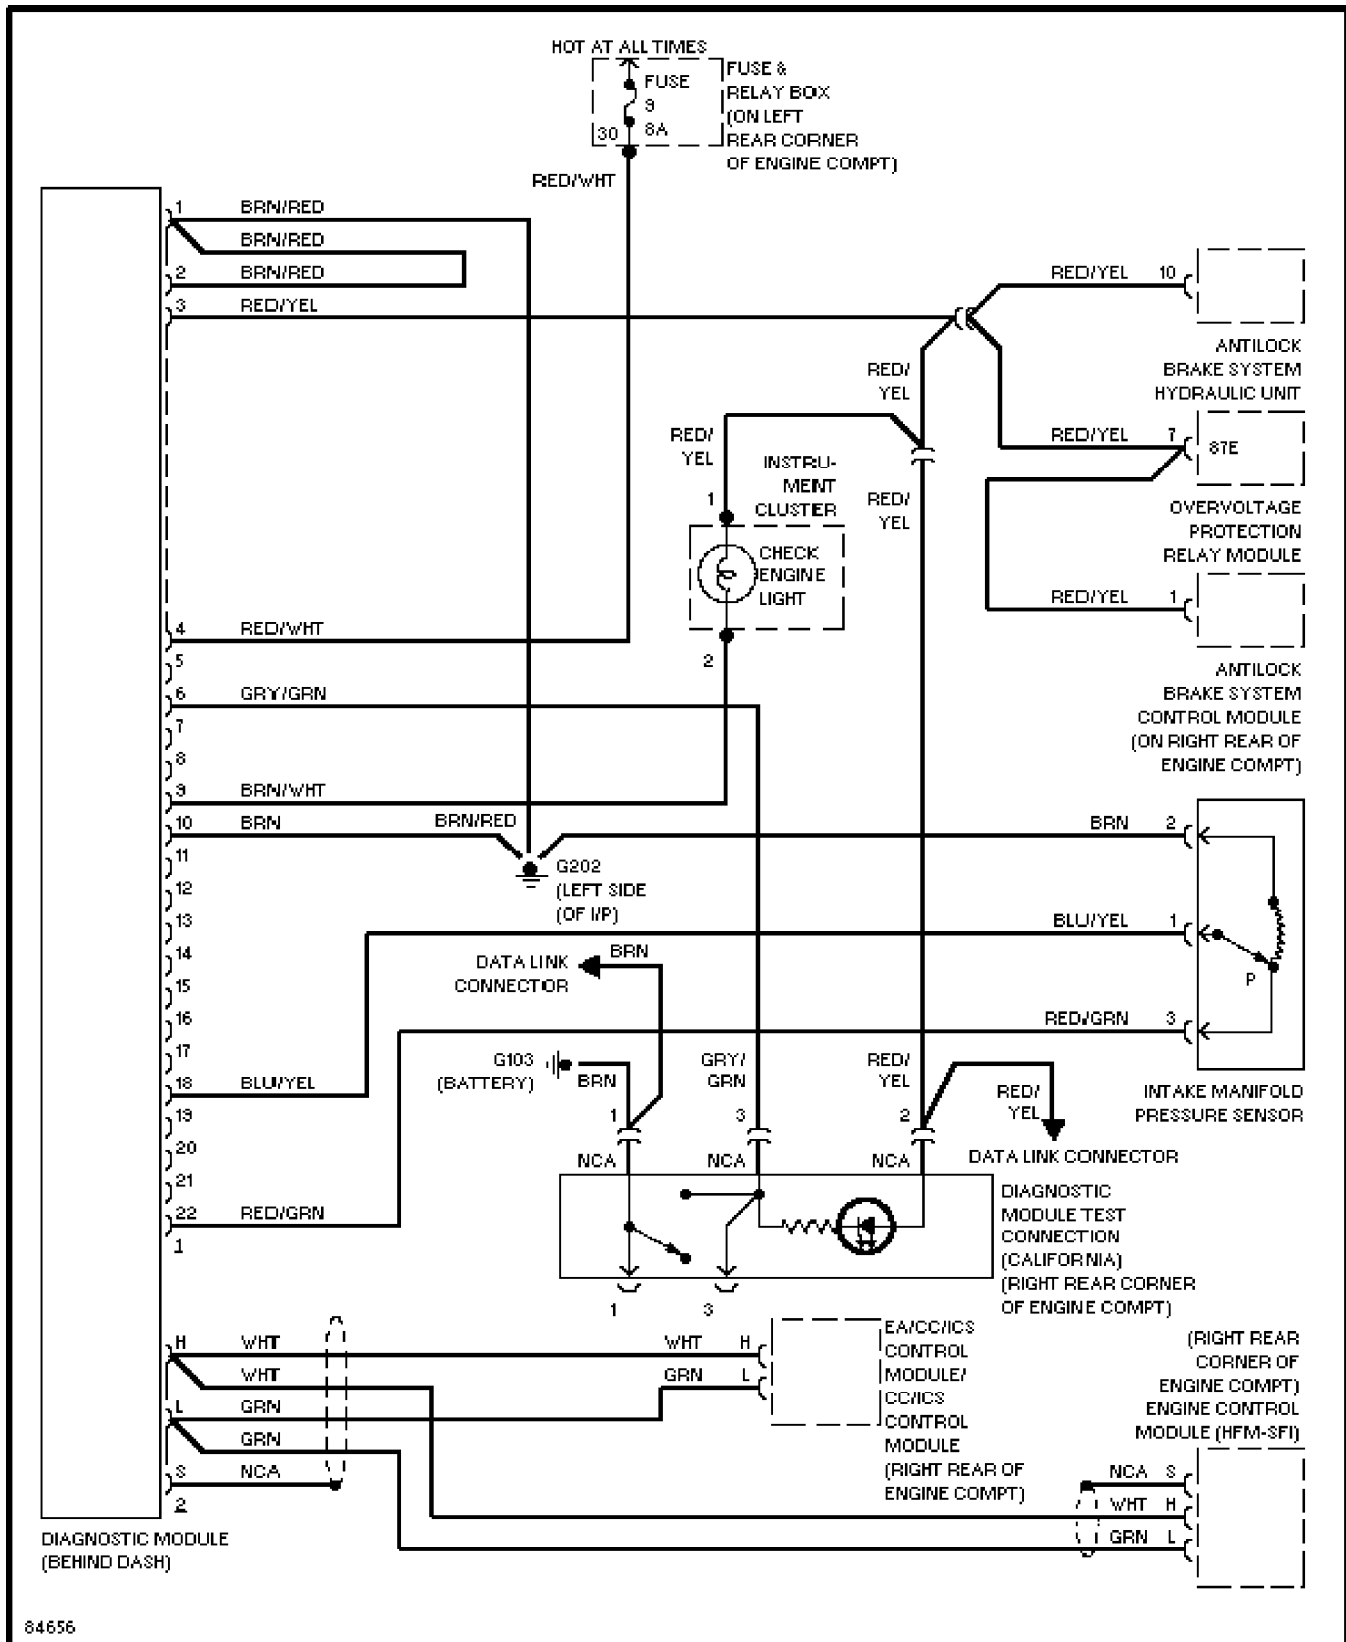 HOT AT ALL TIMES
FUSE
9
8A
30
FUSE &
RELAY BOX
(ON LEFT
REAR CORNER
OF ENGINE COMPT)
RED/WHT
1 BRN/RED
BRN/RED
2 BRN/RED
3 RED/YEL
4 RED/WHT
5
6 GRY/GRN
7
8
9 BRN/WHT
10 BRN
11
12
13
14
15
16
17
18 BLU/YEL
19
20
21
22 RED/GRN
1
H WHT
WHT
L GRN
GRN
S NCA
2
DIAGNOSTIC MODULE
(BEHIND DASH)
RED/YEL 10
ANTILOCK
BRAKE SYSTEM
HYDRAULIC UNIT
RED/
YEL
RED/YEL 7
87E
OVERVOLTAGE
PROTECTION
RELAY MODULE
RED/
YEL
INSTRU-
MENT
CLUSTER
RED/
YEL
1
CHECK
ENGINE
LIGHT
2
RED/YEL 1
ANTILOCK
BRAKE SYSTEM
CONTROL MODULE
(ON RIGHT REAR OF
ENGINE COMPT)
BRN/RED
G202
(LEFT SIDE
(OF I/P)
BRN 2
BLU/YEL 1
P
RED/GRN 3
INTAKE MANIFOLD
PRESSURE SENSOR
DATA LINK
CONNECTOR
BRN
G103
(BATTERY)
BRN
GRY/
GRN
RED/
YEL
RED/
YEL
1
3
2
DATA LINK CONNECTOR
NCA
NCA
NCA
DIAGNOSTIC
MODULE TEST
CONNECTION
(CALIFORNIA)
(RIGHT REAR CORNER
OF ENGINE COMPT)
1
3
WHT H
GRN L
EA/CC/ICS
CONTROL
MODULE/
CC/ICS
CONTROL
MODULE
(RIGHT REAR OF
ENGINE COMPT)
(RIGHT REAR
CORNER OF
ENGINE COMPT)
ENGINE CONTROL
MODULE (HFM-SFI)
NCA S
WHT H
GRN L
84656